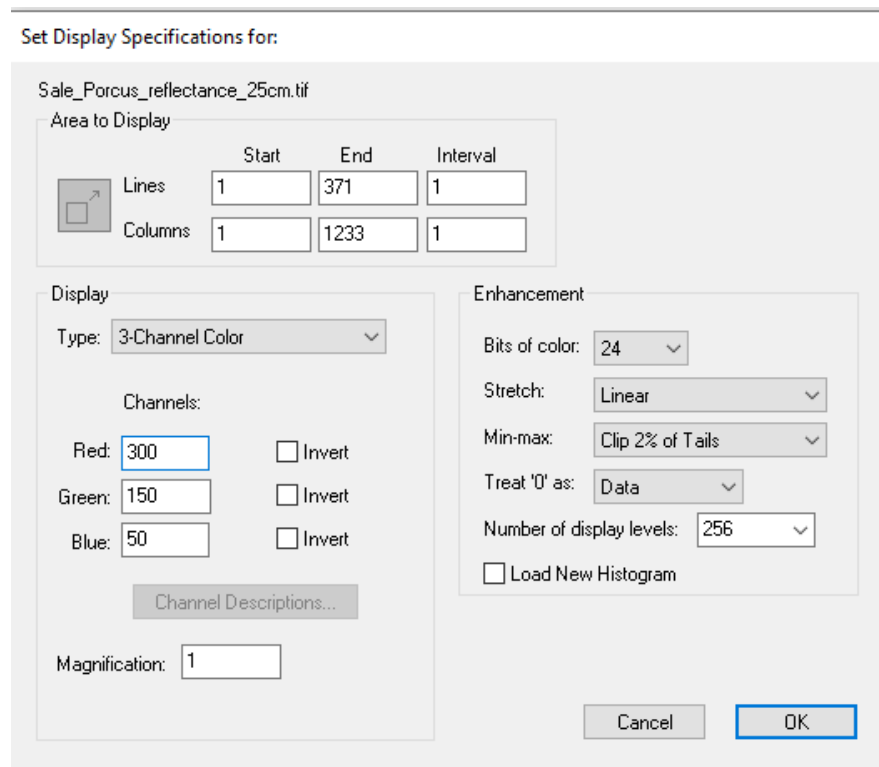 Set Display Specifications for:
Sale_Porcus_reflectance_25cm.tif
Area to Display
Start End Interval
Lines 1 371 1
Columns 1 1233 1
Display
Type: 3-Channel Color
Channels:
Red: 300 Invert
Green: 150 Invert
Blue: 50 Invert
Channel Descriptions...
Magnification: 1
Enhancement
Bits of color: 24
Stretch: Linear
Min-max: Clip 2% of Tails
Treat '0' as: Data
Number of display levels: 256
Load New Histogram
Cancel OK